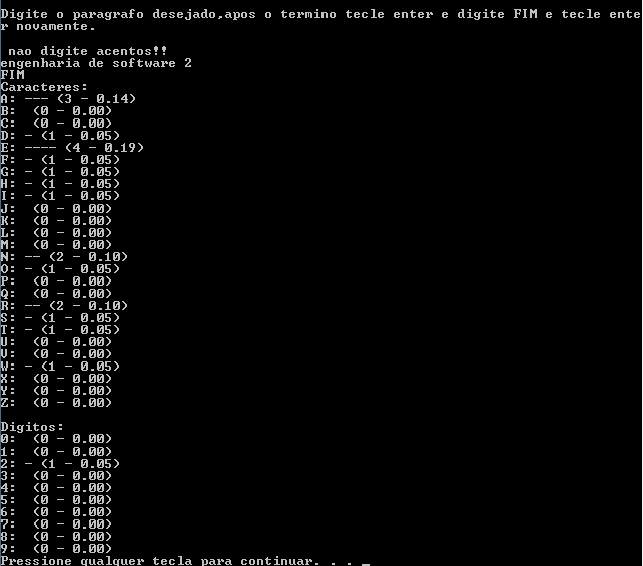 Digite o paragrafo desejado,apos o termino tecle enter e digite FIM e tecle ente
r novamente.
nao digite acentos!!
engenharia de software 2
FIM
Caracteres:
A: --- (3 - 0.14)
B:  (0 - 0.00)
C:  (0 - 0.00)
D: - (1 - 0.05)
E: ---- (4 - 0.19)
F: - (1 - 0.05)
G: - (1 - 0.05)
H: - (1 - 0.05)
I: - (1 - 0.05)
J:  (0 - 0.00)
K:  (0 - 0.00)
L:  (0 - 0.00)
M:  (0 - 0.00)
N: -- (2 - 0.10)
O: - (1 - 0.05)
P:  (0 - 0.00)
Q:  (0 - 0.00)
R: -- (2 - 0.10)
S: - (1 - 0.05)
T: - (1 - 0.05)
U:  (0 - 0.00)
V:  (0 - 0.00)
W: - (1 - 0.05)
X:  (0 - 0.00)
Y:  (0 - 0.00)
Z:  (0 - 0.00)
Digitos:
0:  (0 - 0.00)
1:  (0 - 0.00)
2: - (1 - 0.05)
3:  (0 - 0.00)
4:  (0 - 0.00)
5:  (0 - 0.00)
6:  (0 - 0.00)
7:  (0 - 0.00)
8:  (0 - 0.00)
9:  (0 - 0.00)
Pressione qualquer tecla para continuar. . . _